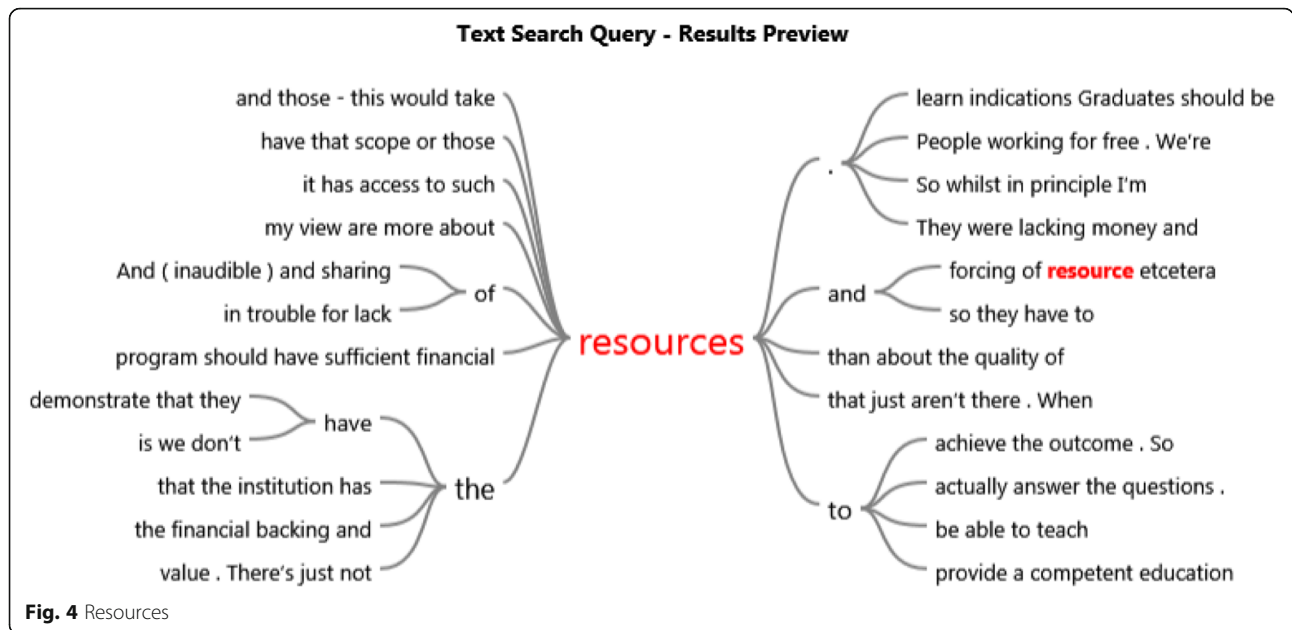 Text Search Query - Results Preview
and those - this would take
have that scope or those
it has access to such
my view are more about
And ( inaudible ) and sharing
in trouble for lack
of
program should have sufficient financial
demonstrate that they
is we don't
have
that the institution has
the financial backing and
value . There's just not
the
resources
.
learn indications Graduates should be
People working for free . We're
So whilst in principle I'm
They were lacking money and
and
forcing of resource etcetera
so they have to
than about the quality of
that just aren't there . When
to
achieve the outcome . So
actually answer the questions .
be able to teach
provide a competent education
Fig. 4 Resources